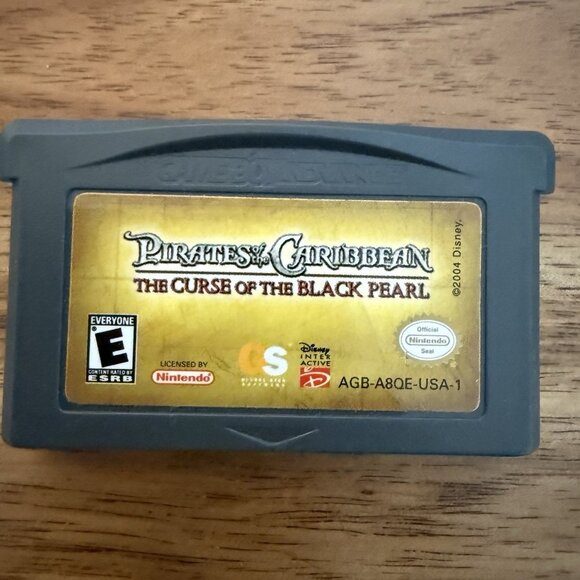 GAME BOY ADVANCE
PIRATES of the CARIBBEAN
THE CURSE OF THE BLACK PEARL
©2004 Disney.
EVERYONE
E
CONTENT RATED BY
ESRB
LICENSED BY
Nintendo
Disney
INTER
ACTIVE
D
Official
Nintendo
Seal
AGB-A8QE-USA-1